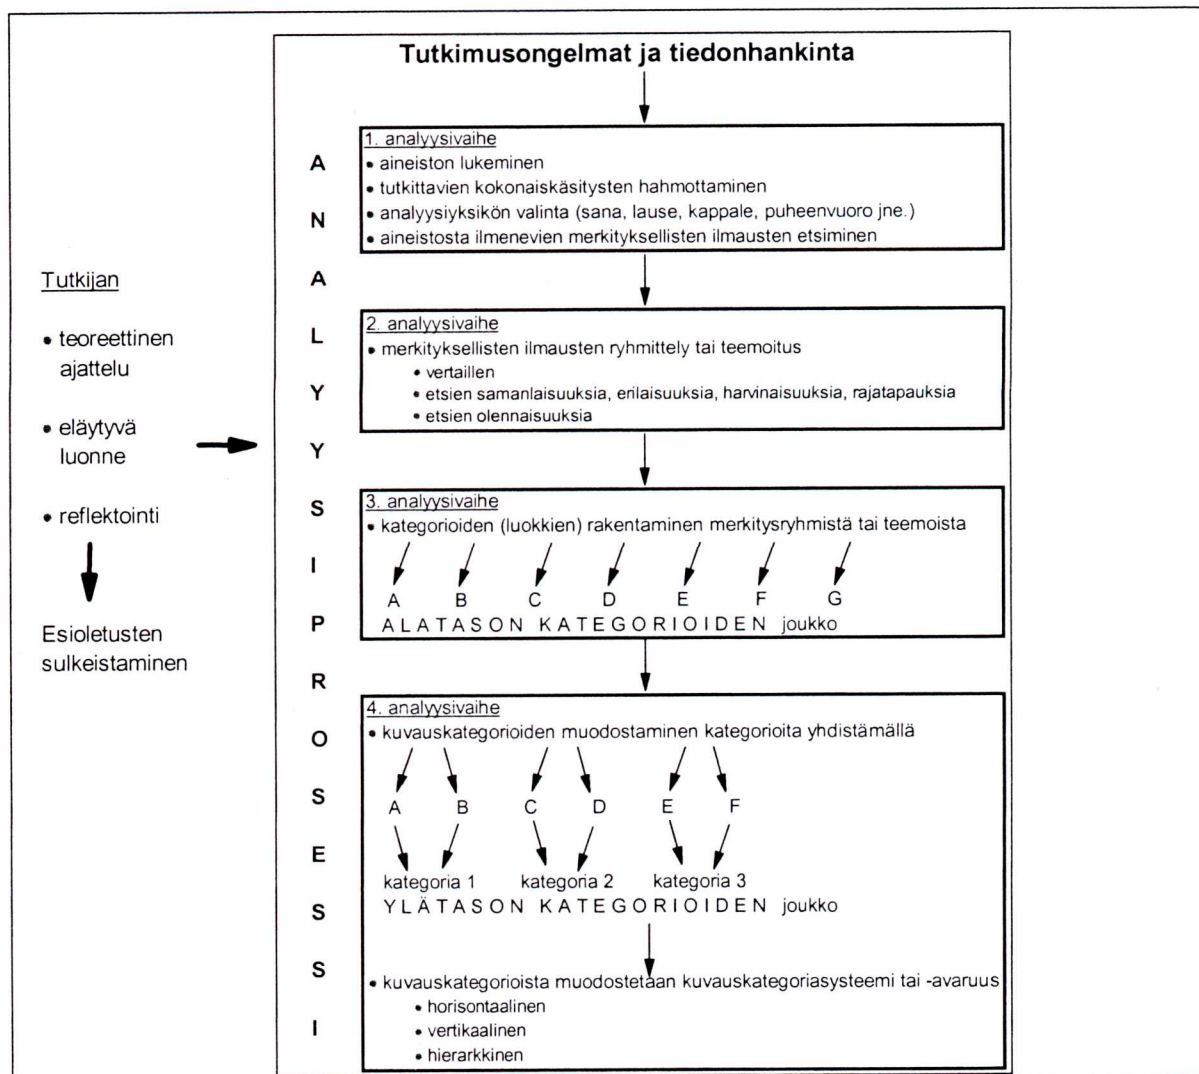 Tutkimusongelmat ja tiedonhankinta
A
N
A
L
Y
Y
S
I
P
R
O
S
E
S
S
I
Tutkijan
• teoreettinen
ajattelu
• eläytyvä
luonne
• reflektointi
Esioletusten
sulkeistaminen
1. analyysivaihe
• aineiston lukeminen
• tutkittavien kokonaiskäsitysten hahmottaminen
• analyysiyksikön valinta (sana, lause, kappale, puheenvuoro jne.)
• aineistosta ilmenevien merkityksellisten ilmausten etsiminen
2. analyysivaihe
• merkityksellisten ilmausten ryhmittely tai teemoitus
• vertaillen
• etsien samanlaisuuksia, erilaisuuksia, harvinaisuuksia, rajatapauksia
• etsien olennaisuuksia
3. analyysivaihe
• kategorioiden (luokkien) rakentaminen merkitysryhmistä tai teemoista
A B C D E F G
ALATASON KATEGORIOIDEN joukko
4. analyysivaihe
• kuvauskategorioiden muodostaminen kategorioita yhdistämällä
A B C D E F
kategoria 1 kategoria 2 kategoria 3
YLÄTASON KATEGORIOIDEN joukko
• kuvauskategorioista muodostetaan kuvauskategoriasysteemi tai -avaruus
• horisontaalinen
• vertikaalinen
• hierarkkinen